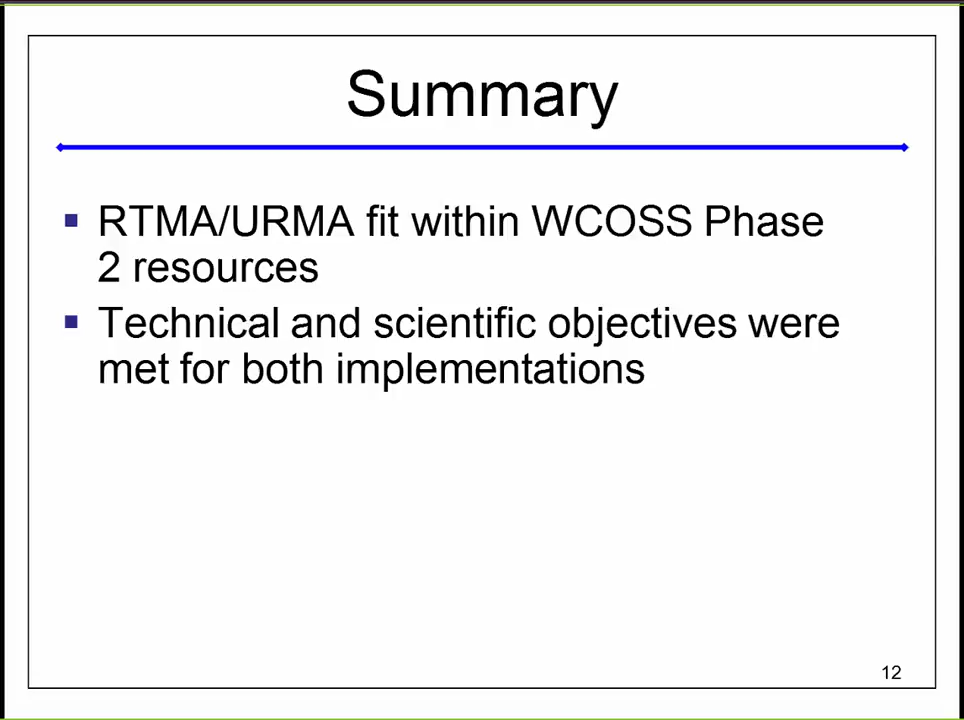 Summary
RTMA/URMA fit within WCOSS Phase
2 resources
Technical and scientific objectives were
met for both implementations
12